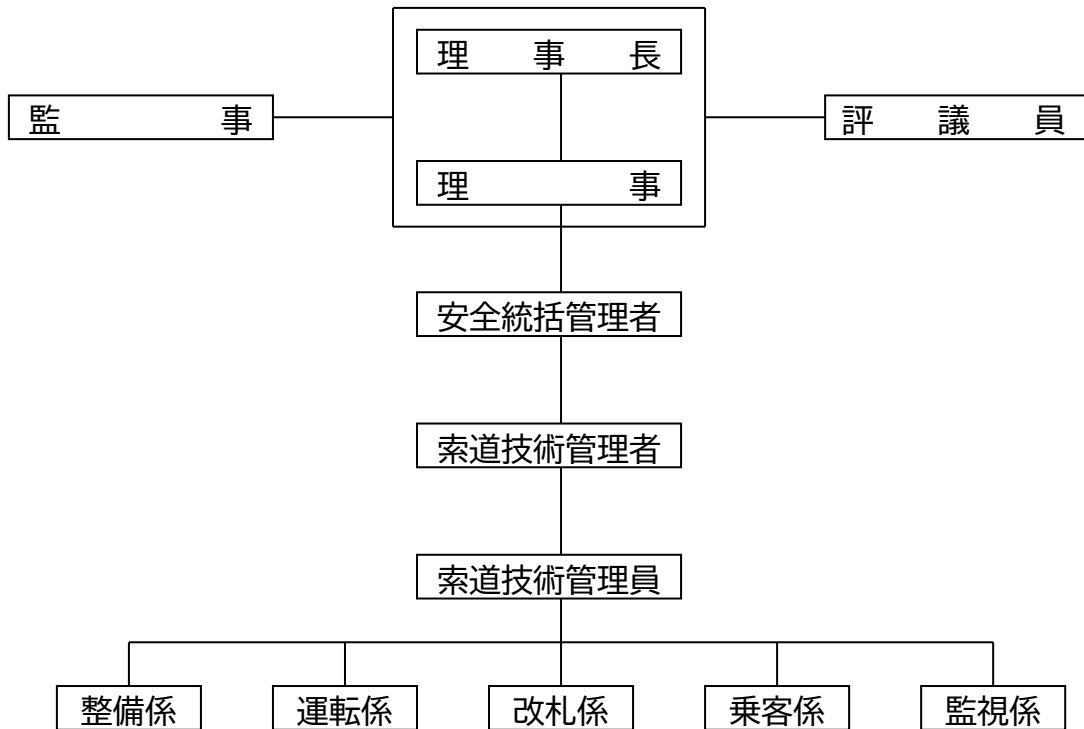 理事長
監事
評議員
理事
安全統括管理者
索道技術管理者
索道技術管理員
整備係
運転係
改札係
乗客係
監視係